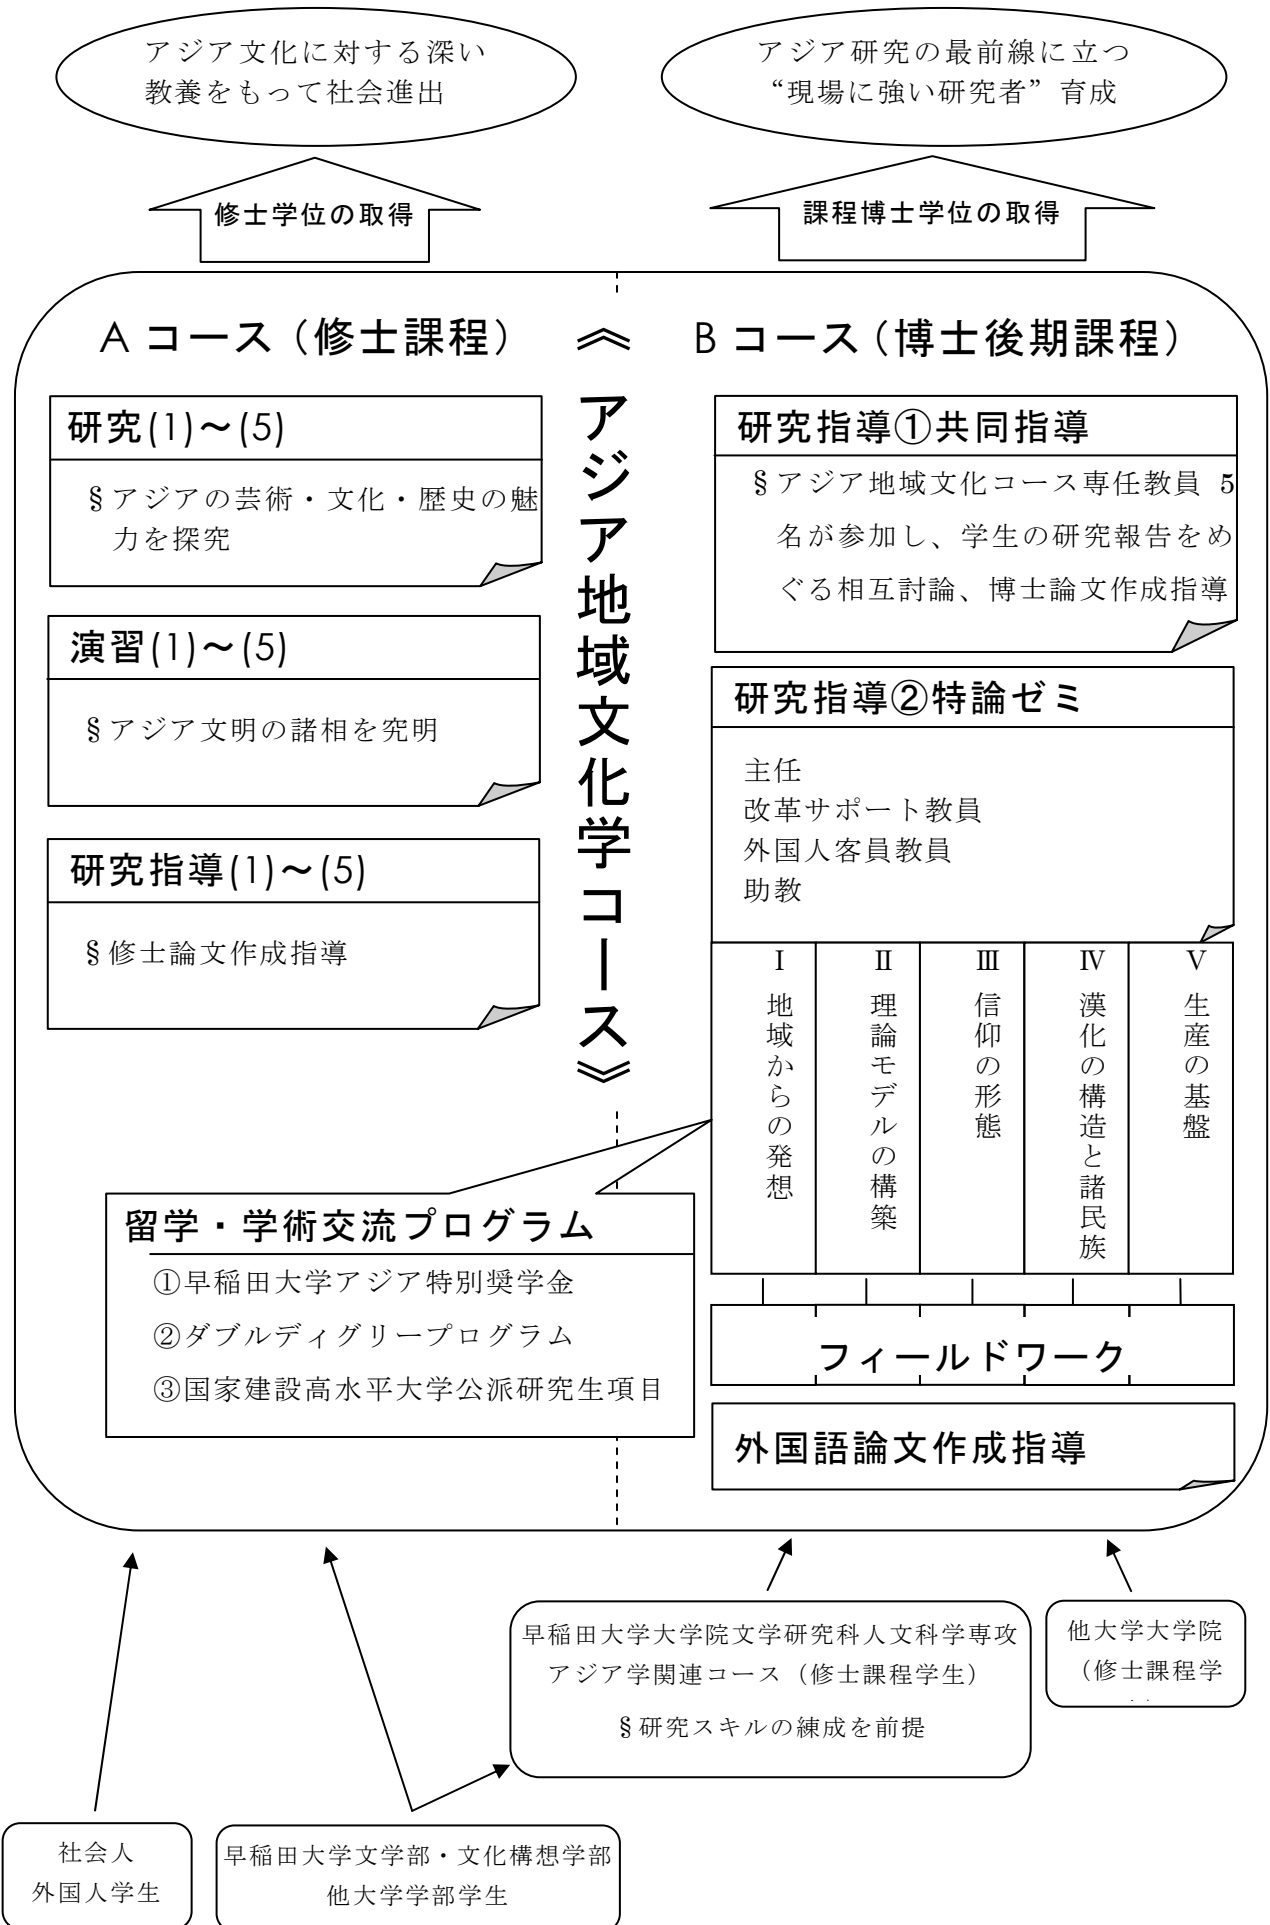 アジア文化に対する深い
教養をもって社会進出
アジア研究の最前線に立つ
“現場に強い研究者”育成
修士学位の取得
課程博士学位の取得
A コース（修士課程）
《アジア地域文化学コース》
B コース（博士後期課程）
研究(1)～(5)
§アジアの芸術・文化・歴史の魅
力を探究
演習(1)～(5)
§アジア文明の諸相を究明
研究指導(1)～(5)
§修士論文作成指導
研究指導①共同指導
§アジア地域文化コース専任教員 5
名が参加し、学生の研究報告をめ
ぐる相互討論、博士論文作成指導
研究指導②特論ゼミ
主任
改革サポート教員
外国人客員教員
助教
Ⅰ 地域からの発想
Ⅱ 理論モデルの構築
Ⅲ 信仰の形態
Ⅳ 漢化の構造と諸民族
Ⅴ 生産の基盤
留学・学術交流プログラム
①早稲田大学アジア特別奨学金
②ダブルディグリープログラム
③国家建設高水平大学公派研究生項目
フィールドワーク
外国語論文作成指導
早稲田大学大学院文学研究科人文科学専攻
アジア学関連コース（修士課程学生）
§研究スキルの練成を前提
他大学大学院
（修士課程学
社会人
外国人学生
早稲田大学文学部・文化構想学部
他大学学部学生